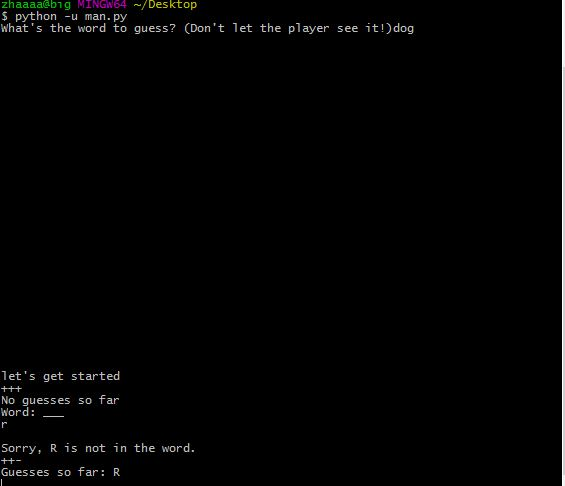 zhaaaa@big MINGW64 ~/Desktop
$ python -u man.py
What's the word to guess? (Don't let the player see it!)dog
let's get started
+++
No guesses so far
Word: ___
r
Sorry, R is not in the word.
++-
Guesses so far: R